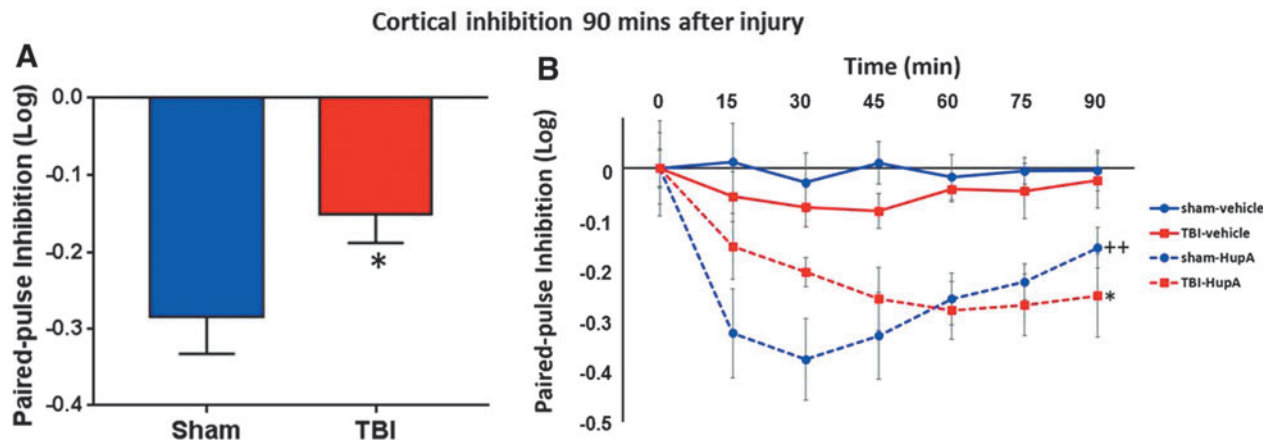 Cortical inhibition 90 mins after injury
A
Paired-pulse Inhibition (Log)
0.0
-0.1
-0.2
-0.3
-0.4
*
Sham TBI
B
Time (min)
0 15 30 45 60 75 90
Paired-pulse Inhibition (Log)
0
-0.1
-0.2
-0.3
-0.4
-0.5
++
*
sham-vehicle
TBI-vehicle
sham-HupA
TBI-HupA